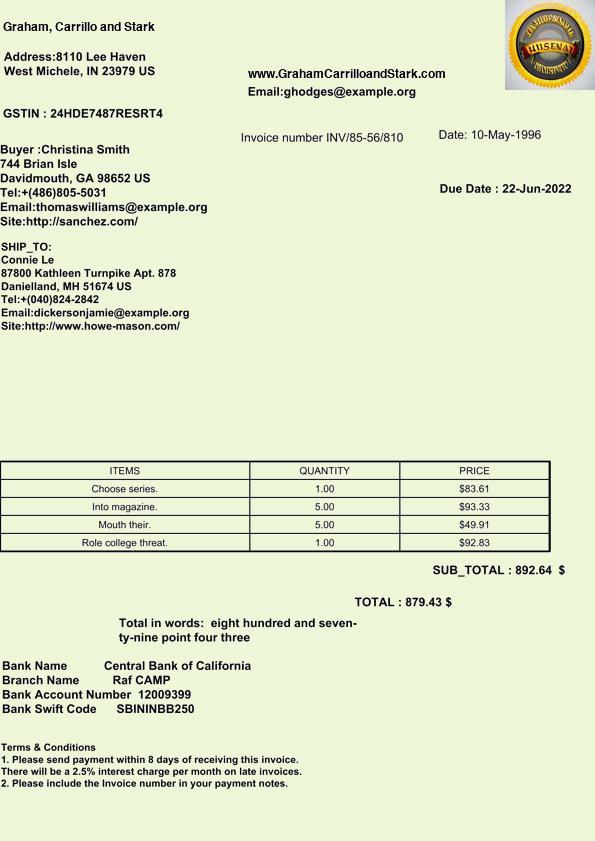 Graham, Carrillo and Stark
Address:8110 Lee Haven
West Michele, IN 23979 US
www.GrahamCarrilloandStark.com
Email:ghodges@example.org
HUSENAT
GSTIN : 24HDE7487RESRT4
Invoice number INV/85-56/810
Date: 10-May-1996
Due Date : 22-Jun-2022
Buyer :Christina Smith
744 Brian Isle
Davidmouth, GA 98652 US
Tel:+(486)805-5031
Email:thomaswilliams@example.org
Site:http://sanchez.com/
SHIP_TO:
Connie Le
87800 Kathleen Turnpike Apt. 878
Danielland, MH 51674 US
Tel:+(040)824-2842
Email:dickersonjamie@example.org
Site:http://www.howe-mason.com/
ITEMS QUANTITY PRICE
Choose series. 1.00 $83.61
Into magazine. 5.00 $93.33
Mouth their. 5.00 $49.91
Role college threat. 1.00 $92.83
SUB_TOTAL : 892.64 $
TOTAL : 879.43 $
Total in words: eight hundred and seven-
ty-nine point four three
Bank Name Central Bank of California
Branch Name Raf CAMP
Bank Account Number 12009399
Bank Swift Code SBININBB250
Terms & Conditions
1. Please send payment within 8 days of receiving this invoice.
There will be a 2.5% interest charge per month on late invoices.
2. Please include the Invoice number in your payment notes.